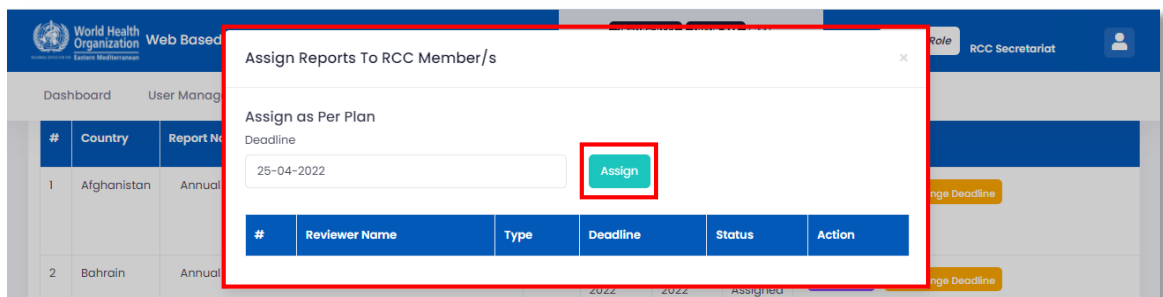 World Health
Organization
Eastern Mediterranean
Web Based
Role
RCC Secretariat
Assign Reports To RCC Member/s
×
Dashboard User Manag
Assign as Per Plan
Deadline
25-04-2022
Assign
# Country Report N
1 Afghanistan Annual
nge Deadline
# Reviewer Name Type Deadline Status Action
2 Bahrain Annual
nge Deadline
2022 2022 Assigned